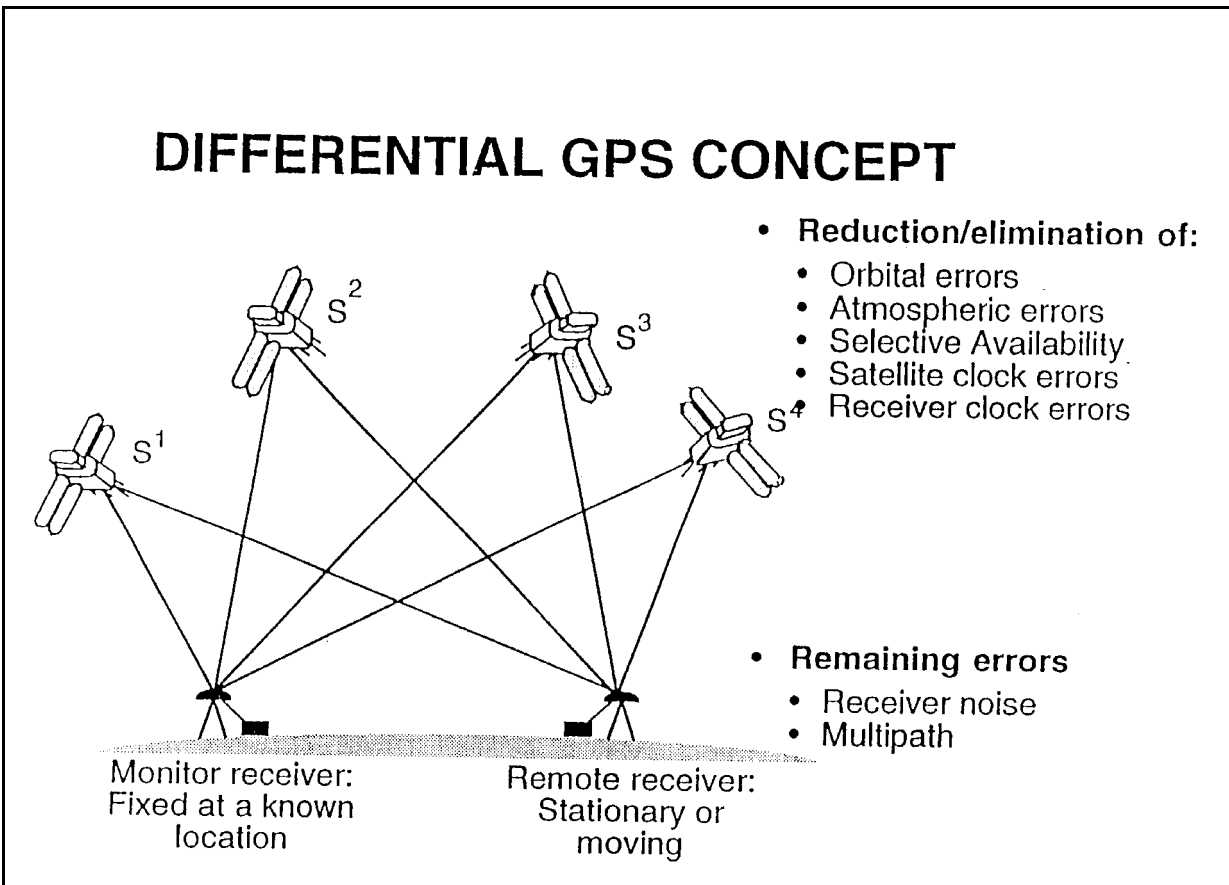 DIFFERENTIAL GPS CONCEPT
• Reduction/elimination of:
• Orbital errors
• Atmospheric errors
• Selective Availability
• Satellite clock errors
• Receiver clock errors
S²
S³
S¹
S⁴
• Remaining errors
• Receiver noise
• Multipath
Monitor receiver:
Fixed at a known
location
Remote receiver:
Stationary or
moving